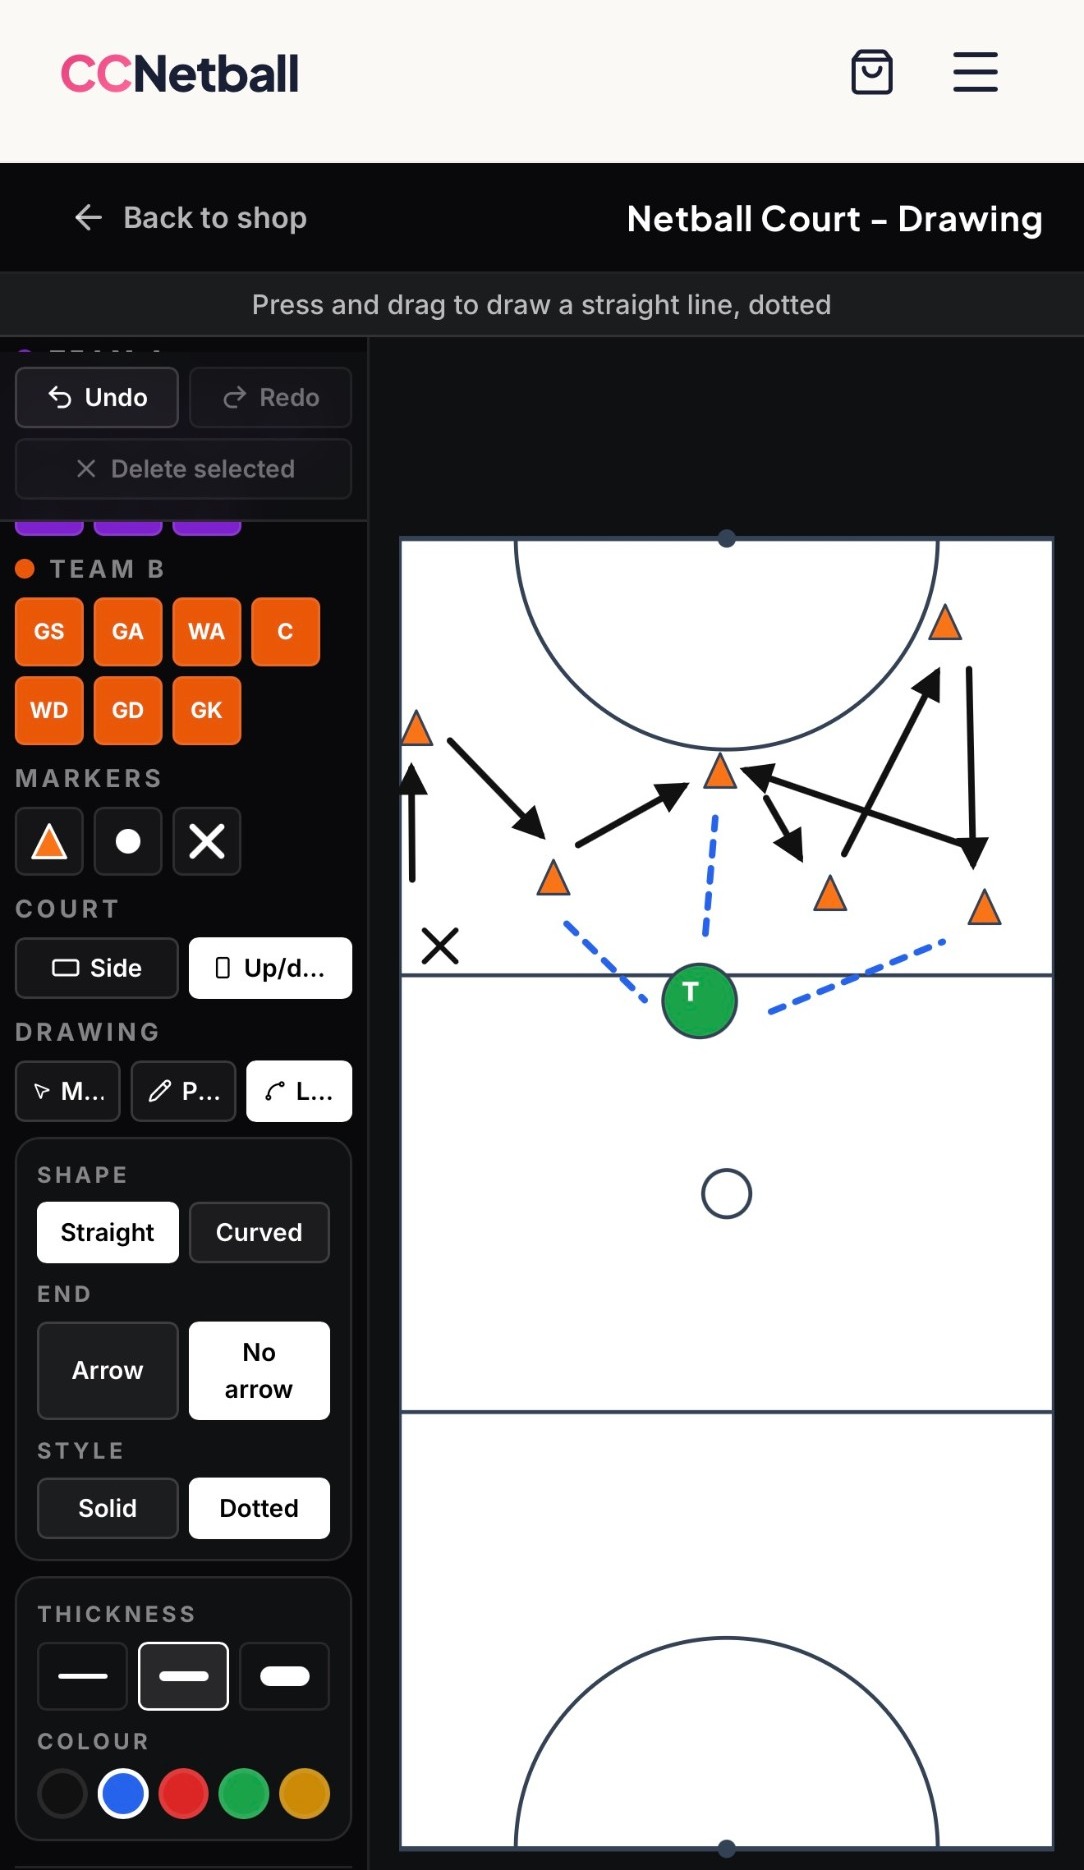 CCNetball
Back to shop
Netball Court – Drawing
Press and drag to draw a straight line, dotted
Undo
Redo
Delete selected
TEAM B
GS
GA
WA
C
WD
GD
GK
MARKERS
COURT
Side
Up/d...
DRAWING
M...
P...
L...
SHAPE
Straight
Curved
END
Arrow
No
arrow
STYLE
Solid
Dotted
THICKNESS
COLOUR
T